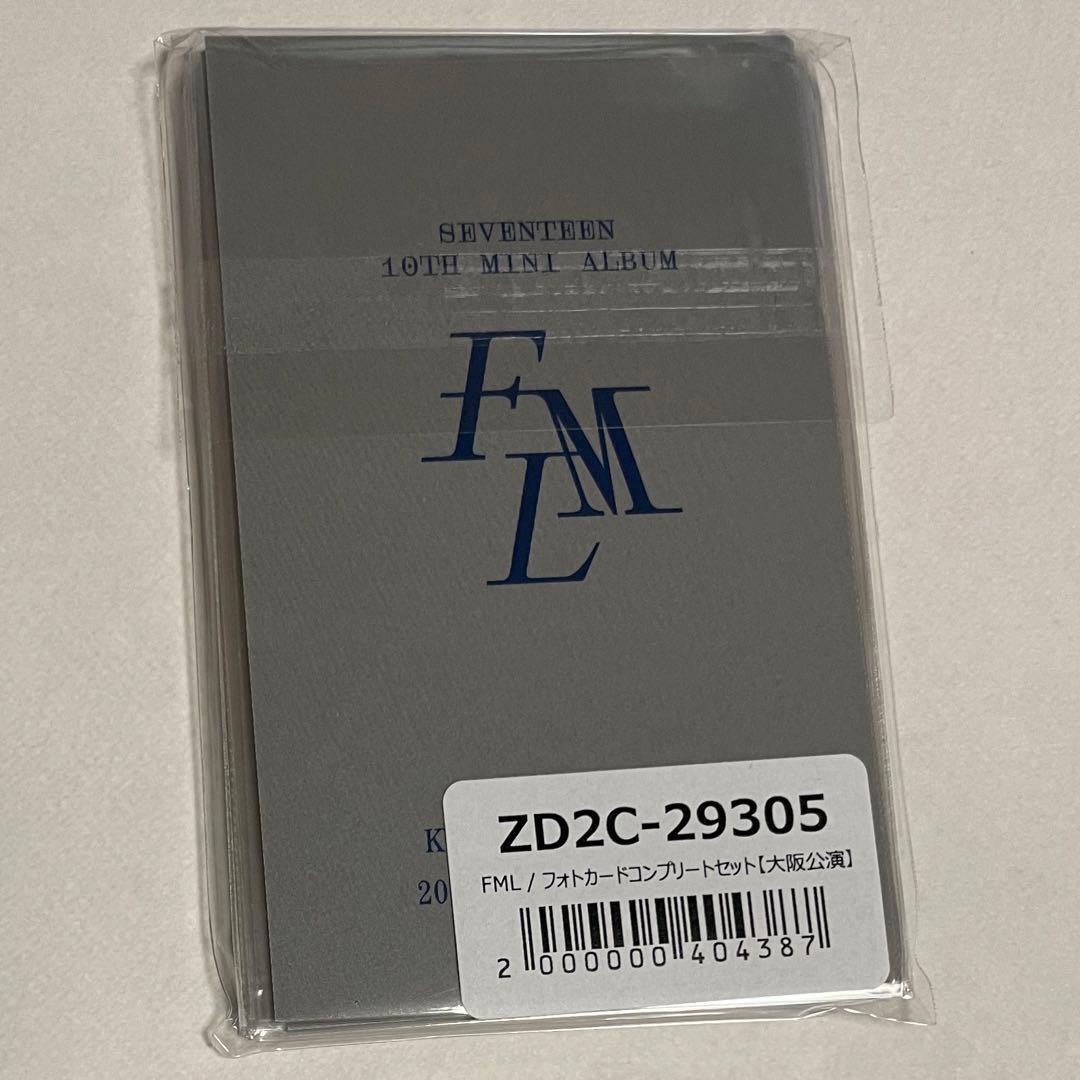 SEVENTEEN
10TH MINI ALBUM
FML
K
20
ZD2C-29305
FML / フォトカードコンプリートセット【大阪公演】
2 000000 404387